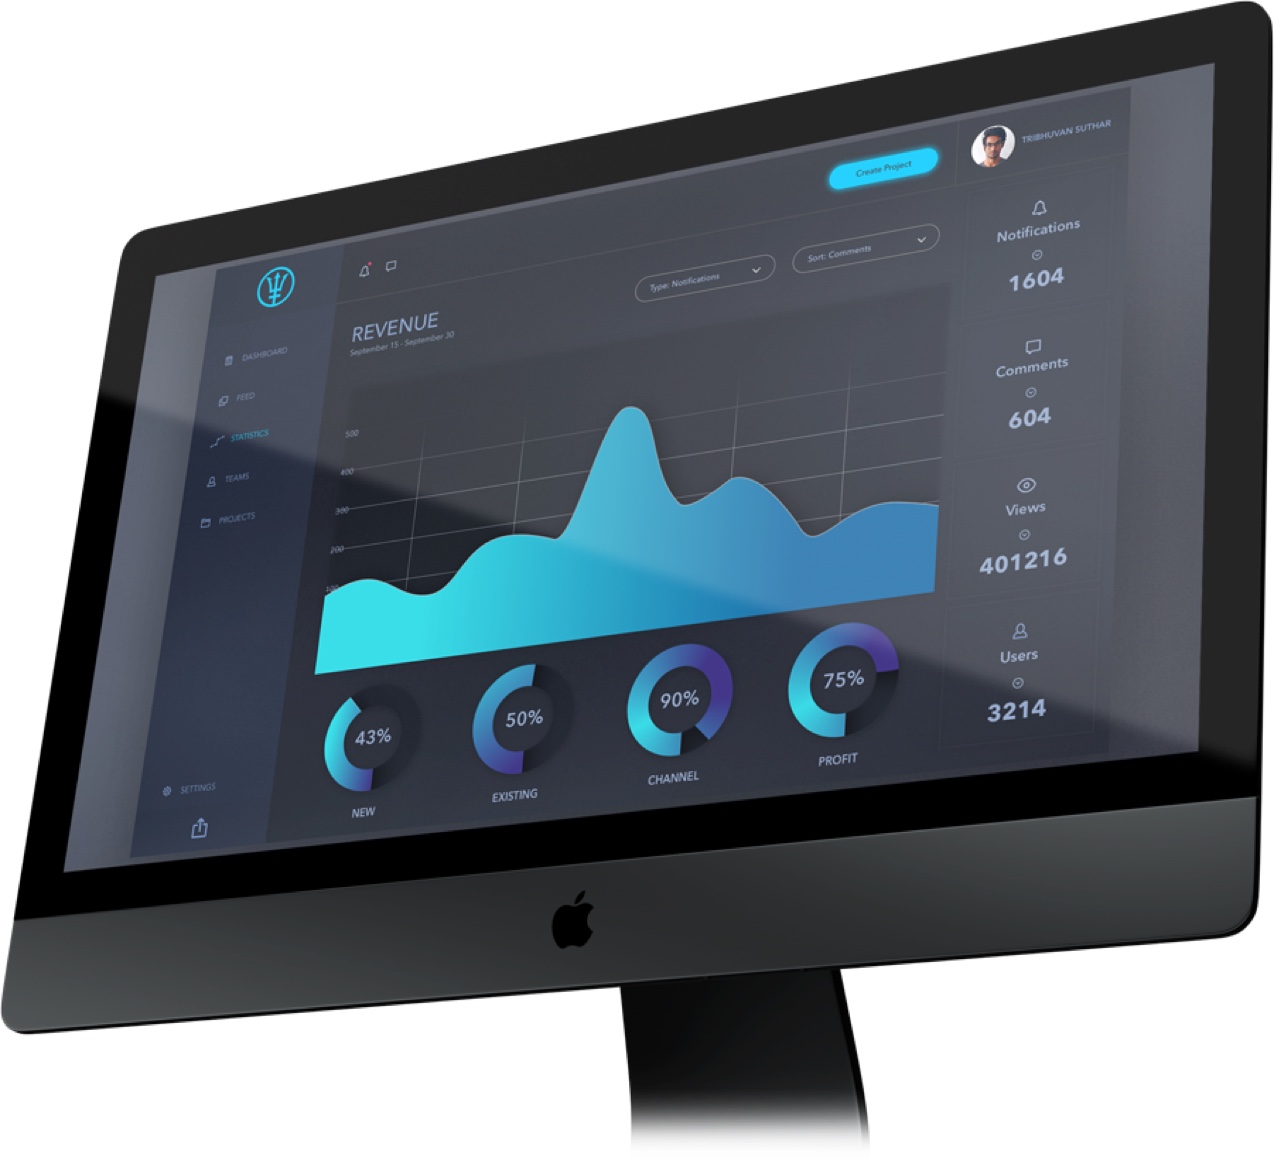 TRIBHUVAN SUTHAR
Create Project
Type: Notifications
Sort: Comments
REVENUE
September 15 - September 30
DASHBOARD
FEED
STATISTICS
TEAMS
PROJECTS
SETTINGS
500
400
300
200
100
43%
NEW
50%
EXISTING
90%
CHANNEL
75%
PROFIT
Notifications
1604
Comments
604
Views
401216
Users
3214